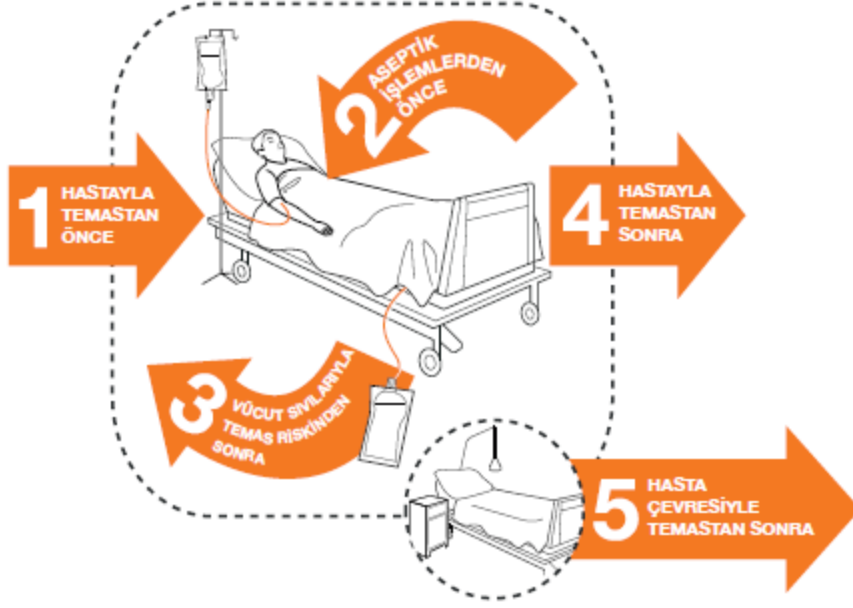 1 HASTAYLA
TEMASTAN
ÖNCE
2 ASEPTİK
İŞLEMLERDEN
ÖNCE
3 VÜCUT SIVILARIYLA
TEMAS RİSKİNDEN
SONRA
4 HASTAYLA
TEMASTAN
SONRA
5 HASTA
ÇEVRESİYLE
TEMASTAN SONRA